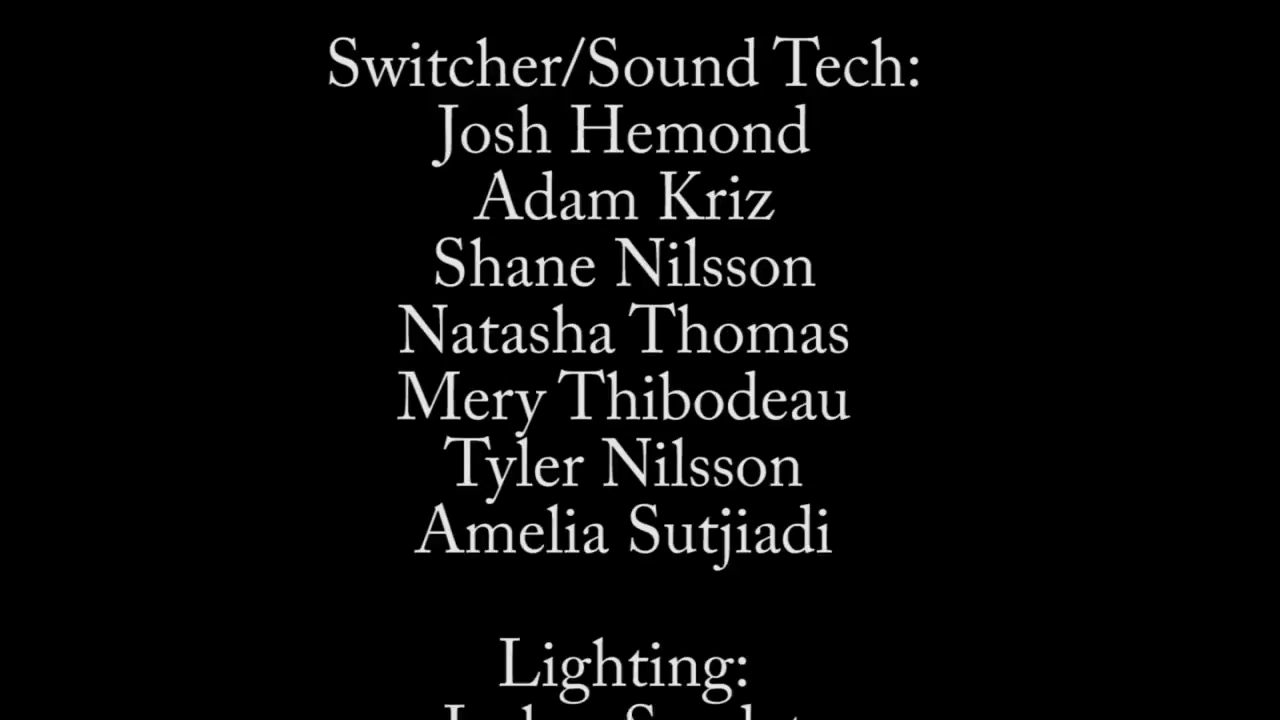 Switcher/Sound Tech:
Josh Hemond
Adam Kriz
Shane Nilsson
Natasha Thomas
Mery Thibodeau
Tyler Nilsson
Amelia Sutjiadi
Lighting: